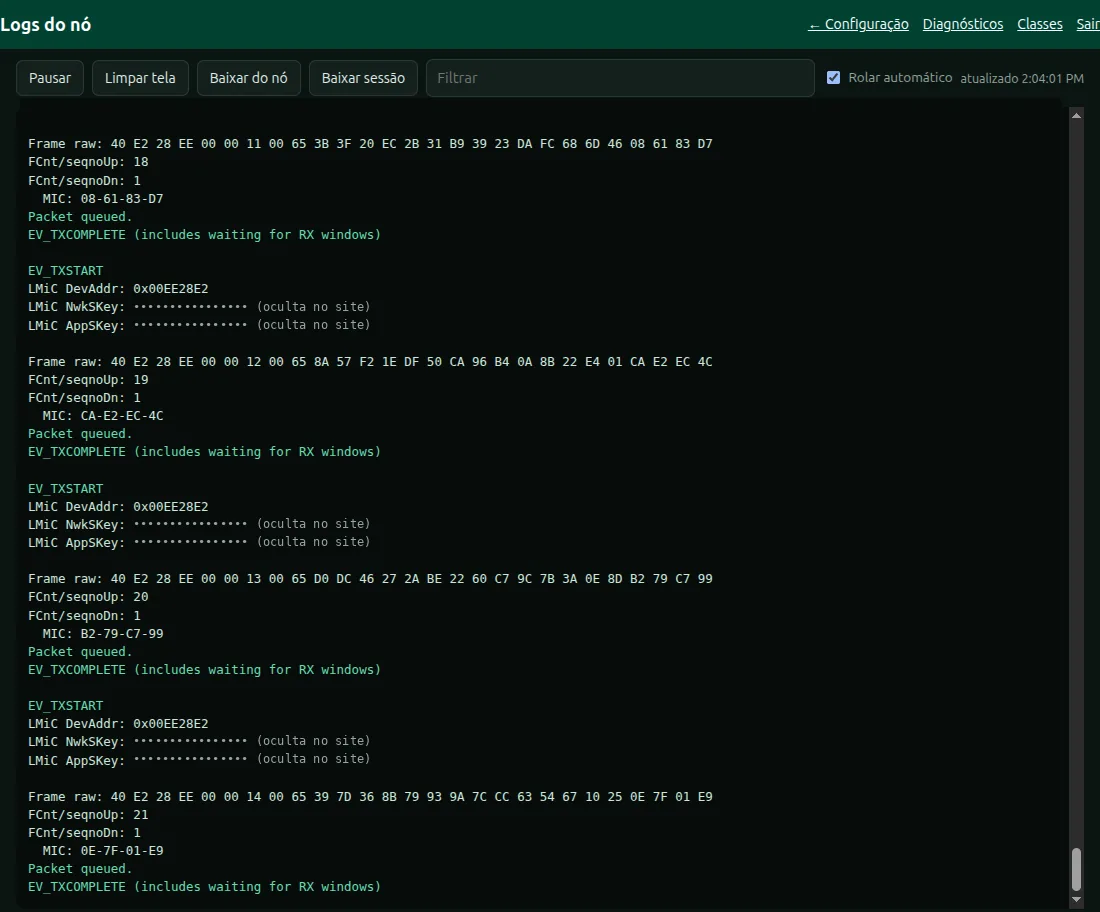 Logs do nó
← Configuração Diagnósticos Classes Sair
Pausar Limpar tela Baixar do nó Baixar sessão Filtrar Rolar automático atualizado 2:04:01 PM
Frame raw: 40 E2 28 EE 00 00 11 00 65 3B 3F 20 EC 2B 31 B9 39 23 DA FC 68 6D 46 08 61 83 D7
FCnt/seqnoUp: 18
FCnt/seqnoDn: 1
MIC: 08-61-83-D7
Packet queued.
EV_TXCOMPLETE (includes waiting for RX windows)
EV_TXSTART
LMiC DevAddr: 0x00EE28E2
LMiC NwkSKey: •••••••••••••••• (oculta no site)
LMiC AppSKey: •••••••••••••••• (oculta no site)
Frame raw: 40 E2 28 EE 00 00 12 00 65 8A 57 F2 1E DF 50 CA 96 B4 0A 8B 22 E4 01 CA E2 EC 4C
FCnt/seqnoUp: 19
FCnt/seqnoDn: 1
MIC: CA-E2-EC-4C
Packet queued.
EV_TXCOMPLETE (includes waiting for RX windows)
EV_TXSTART
LMiC DevAddr: 0x00EE28E2
LMiC NwkSKey: •••••••••••••••• (oculta no site)
LMiC AppSKey: •••••••••••••••• (oculta no site)
Frame raw: 40 E2 28 EE 00 00 13 00 65 D0 DC 46 27 2A BE 22 60 C7 9C 7B 3A 0E 8D B2 79 C7 99
FCnt/seqnoUp: 20
FCnt/seqnoDn: 1
MIC: B2-79-C7-99
Packet queued.
EV_TXCOMPLETE (includes waiting for RX windows)
EV_TXSTART
LMiC DevAddr: 0x00EE28E2
LMiC NwkSKey: •••••••••••••••• (oculta no site)
LMiC AppSKey: •••••••••••••••• (oculta no site)
Frame raw: 40 E2 28 EE 00 00 14 00 65 39 7D 36 8B 79 93 9A 7C CC 63 54 67 10 25 0E 7F 01 E9
FCnt/seqnoUp: 21
FCnt/seqnoDn: 1
MIC: 0E-7F-01-E9
Packet queued.
EV_TXCOMPLETE (includes waiting for RX windows)